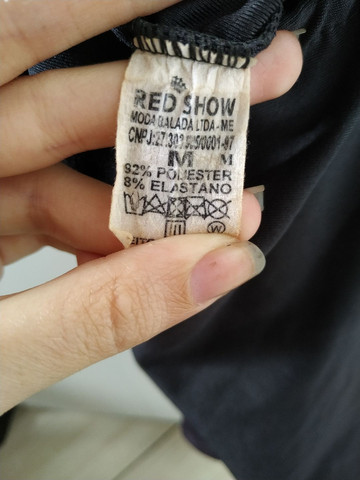 RED SHOW
MODA BALADA LTDA-ME
M M
92% POLIESTER
8% ELASTANO
W